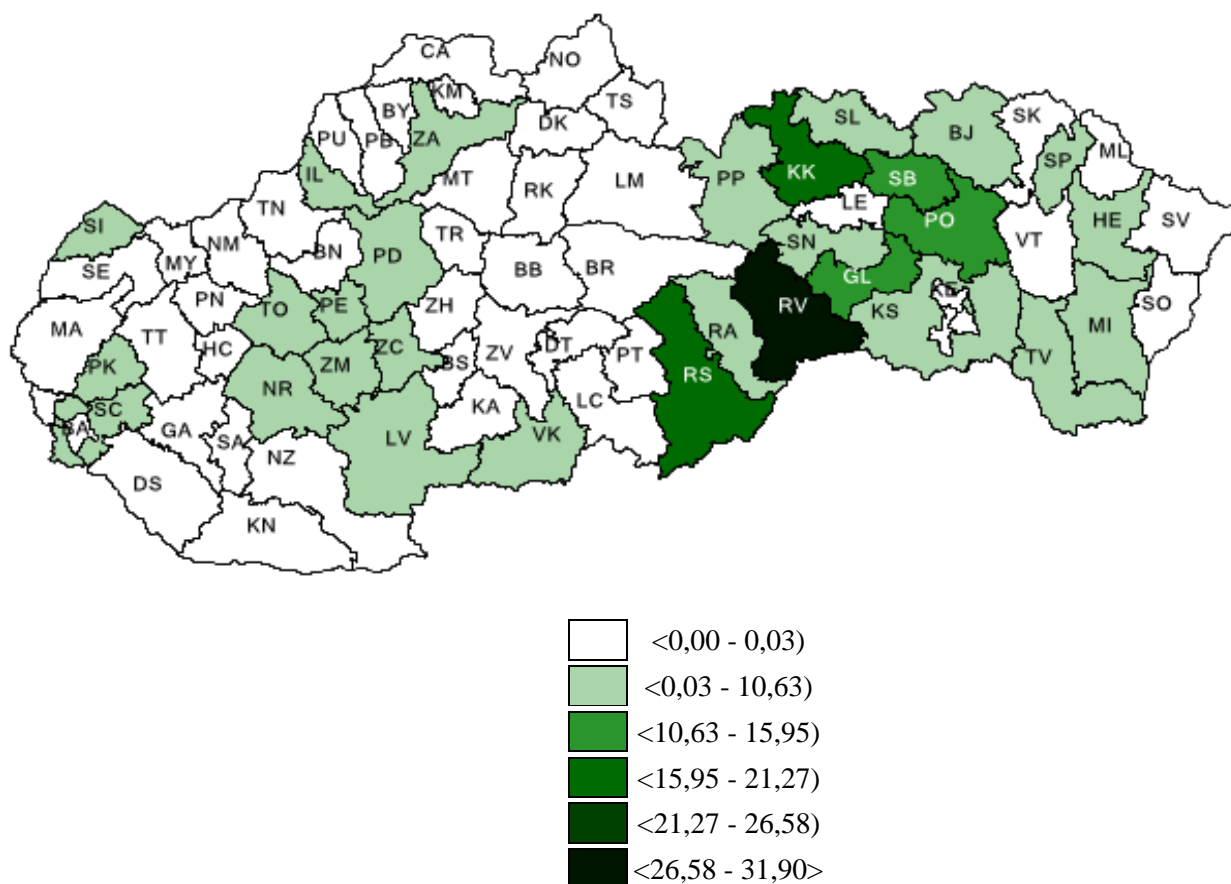 CA
NO
KM
TS
BY
PU
PB
ZA
DK
SL
BJ
SK
ML
IL
MT
RK
LM
PP
KK
SB
LE
SP
SI
TN
NM
MY
BN
SE
PD
TR
BB
BR
SN
PO
VT
HE
SV
PN
TO
PE
ZH
GL
KE
MA
TT
HC
ZC
ZM
BS
ZV
DT
PT
RA
RV
KS
TV
MI
SO
PK
NR
RS
SC
BA
GA
SA
LV
KA
LC
VK
NZ
DS
KN
<0,00 - 0,03)
<0,03 - 10,63)
<10,63 - 15,95)
<15,95 - 21,27)
<21,27 - 26,58)
<26,58 - 31,90>